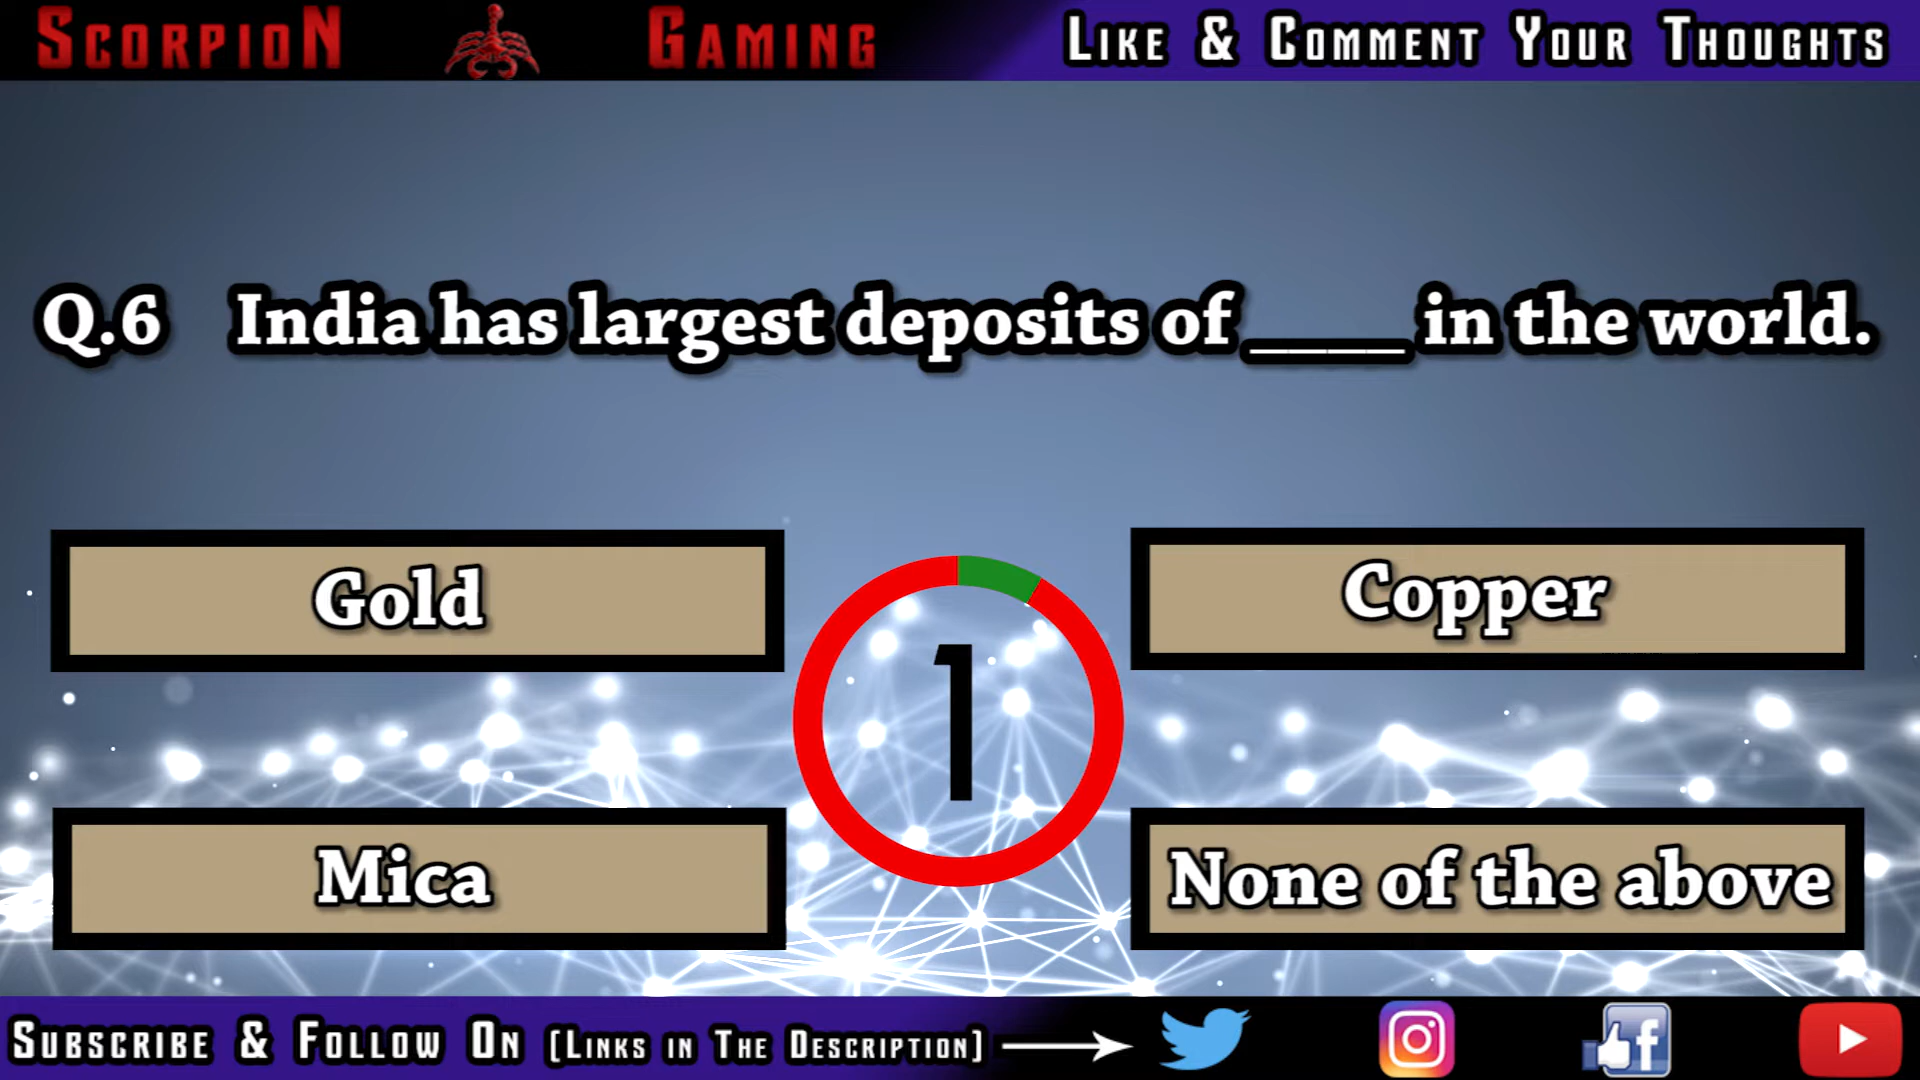 Scorpion Gaming
Like & Comment Your Thoughts
Q.6 India has largest deposits of ____ in the world.
Gold
Copper
1
Mica
None of the above
Subscribe & Follow On [Links in The Description]
f